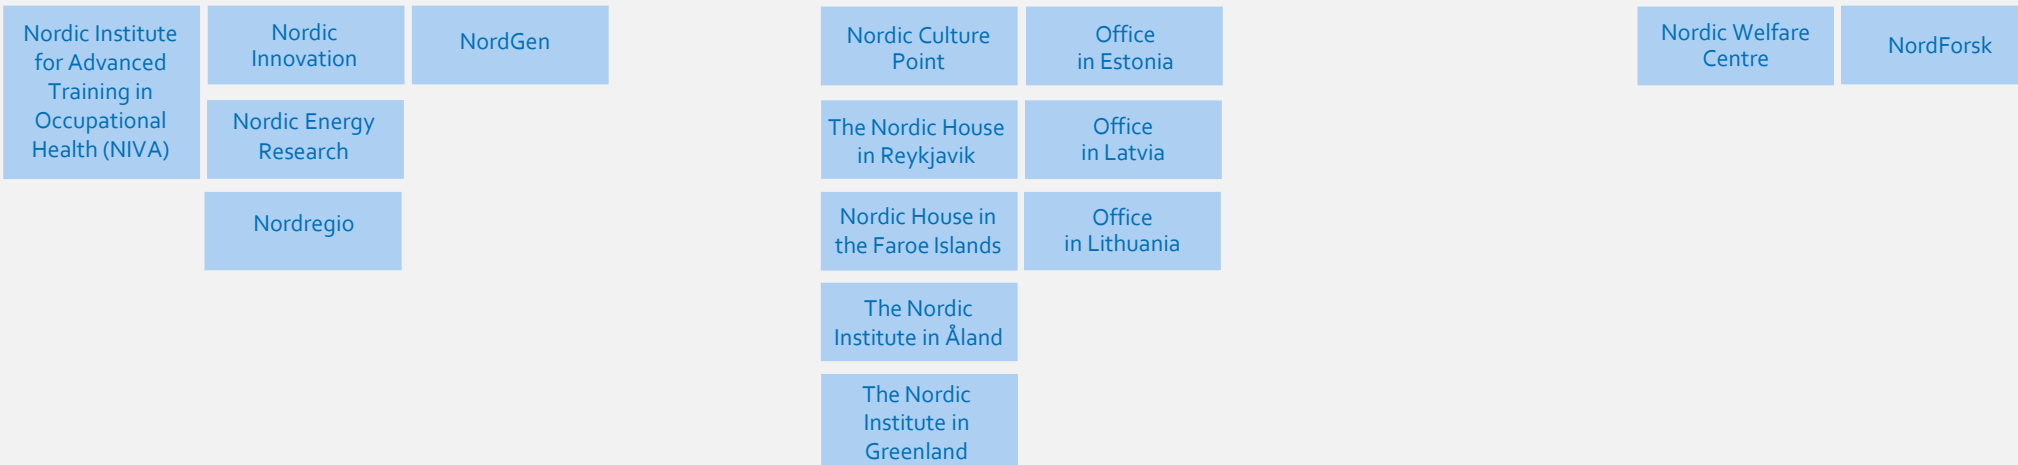 Nordic Institute
for Advanced
Training in
Occupational
Health (NIVA)
Nordic
Innovation
Nordic Energy
Research
Nordregio
NordGen
Nordic Culture
Point
The Nordic House
in Reykjavik
Nordic House in
the Faroe Islands
The Nordic
Institute in Åland
The Nordic
Institute in
Greenland
Office
in Estonia
Office
in Latvia
Office
in Lithuania
Nordic Welfare
Centre
NordForsk